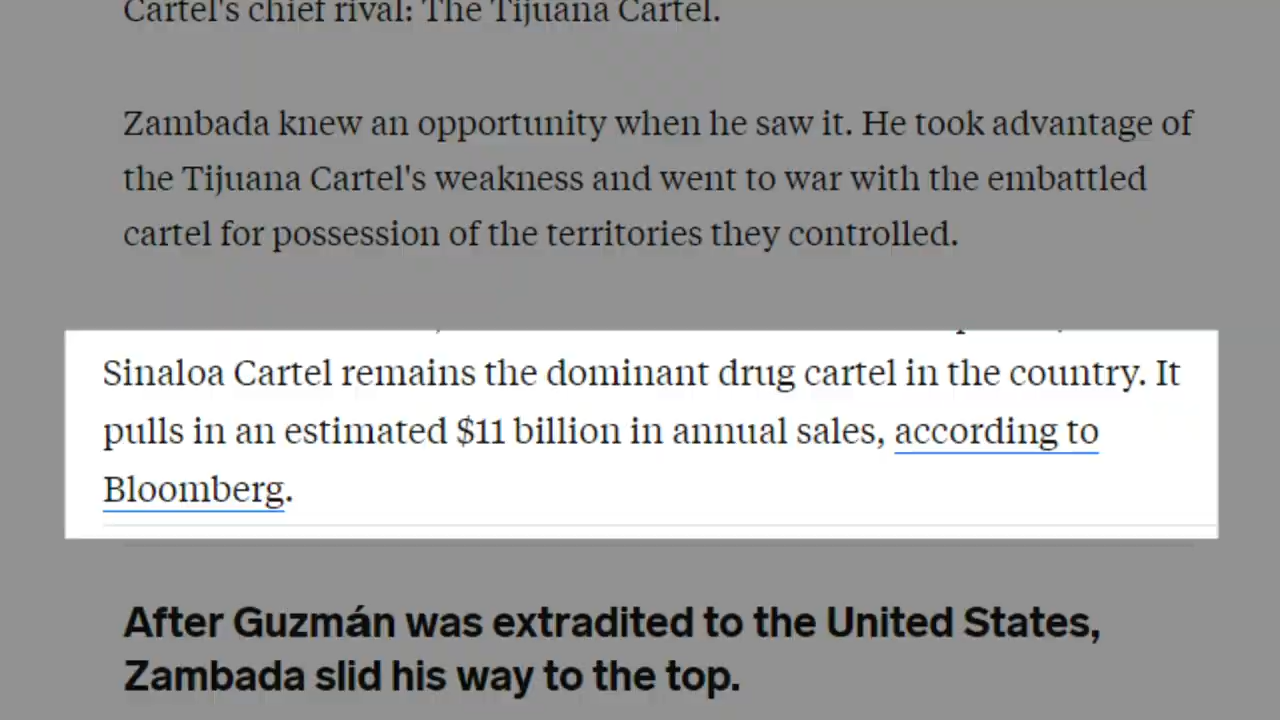 Cartel's chief rival: The Tijuana Cartel.
Zambada knew an opportunity when he saw it. He took advantage of
the Tijuana Cartel's weakness and went to war with the embattled
cartel for possession of the territories they controlled.
Sinaloa Cartel remains the dominant drug cartel in the country. It
pulls in an estimated $11 billion in annual sales, according to
Bloomberg.
After Guzmán was extradited to the United States,
Zambada slid his way to the top.